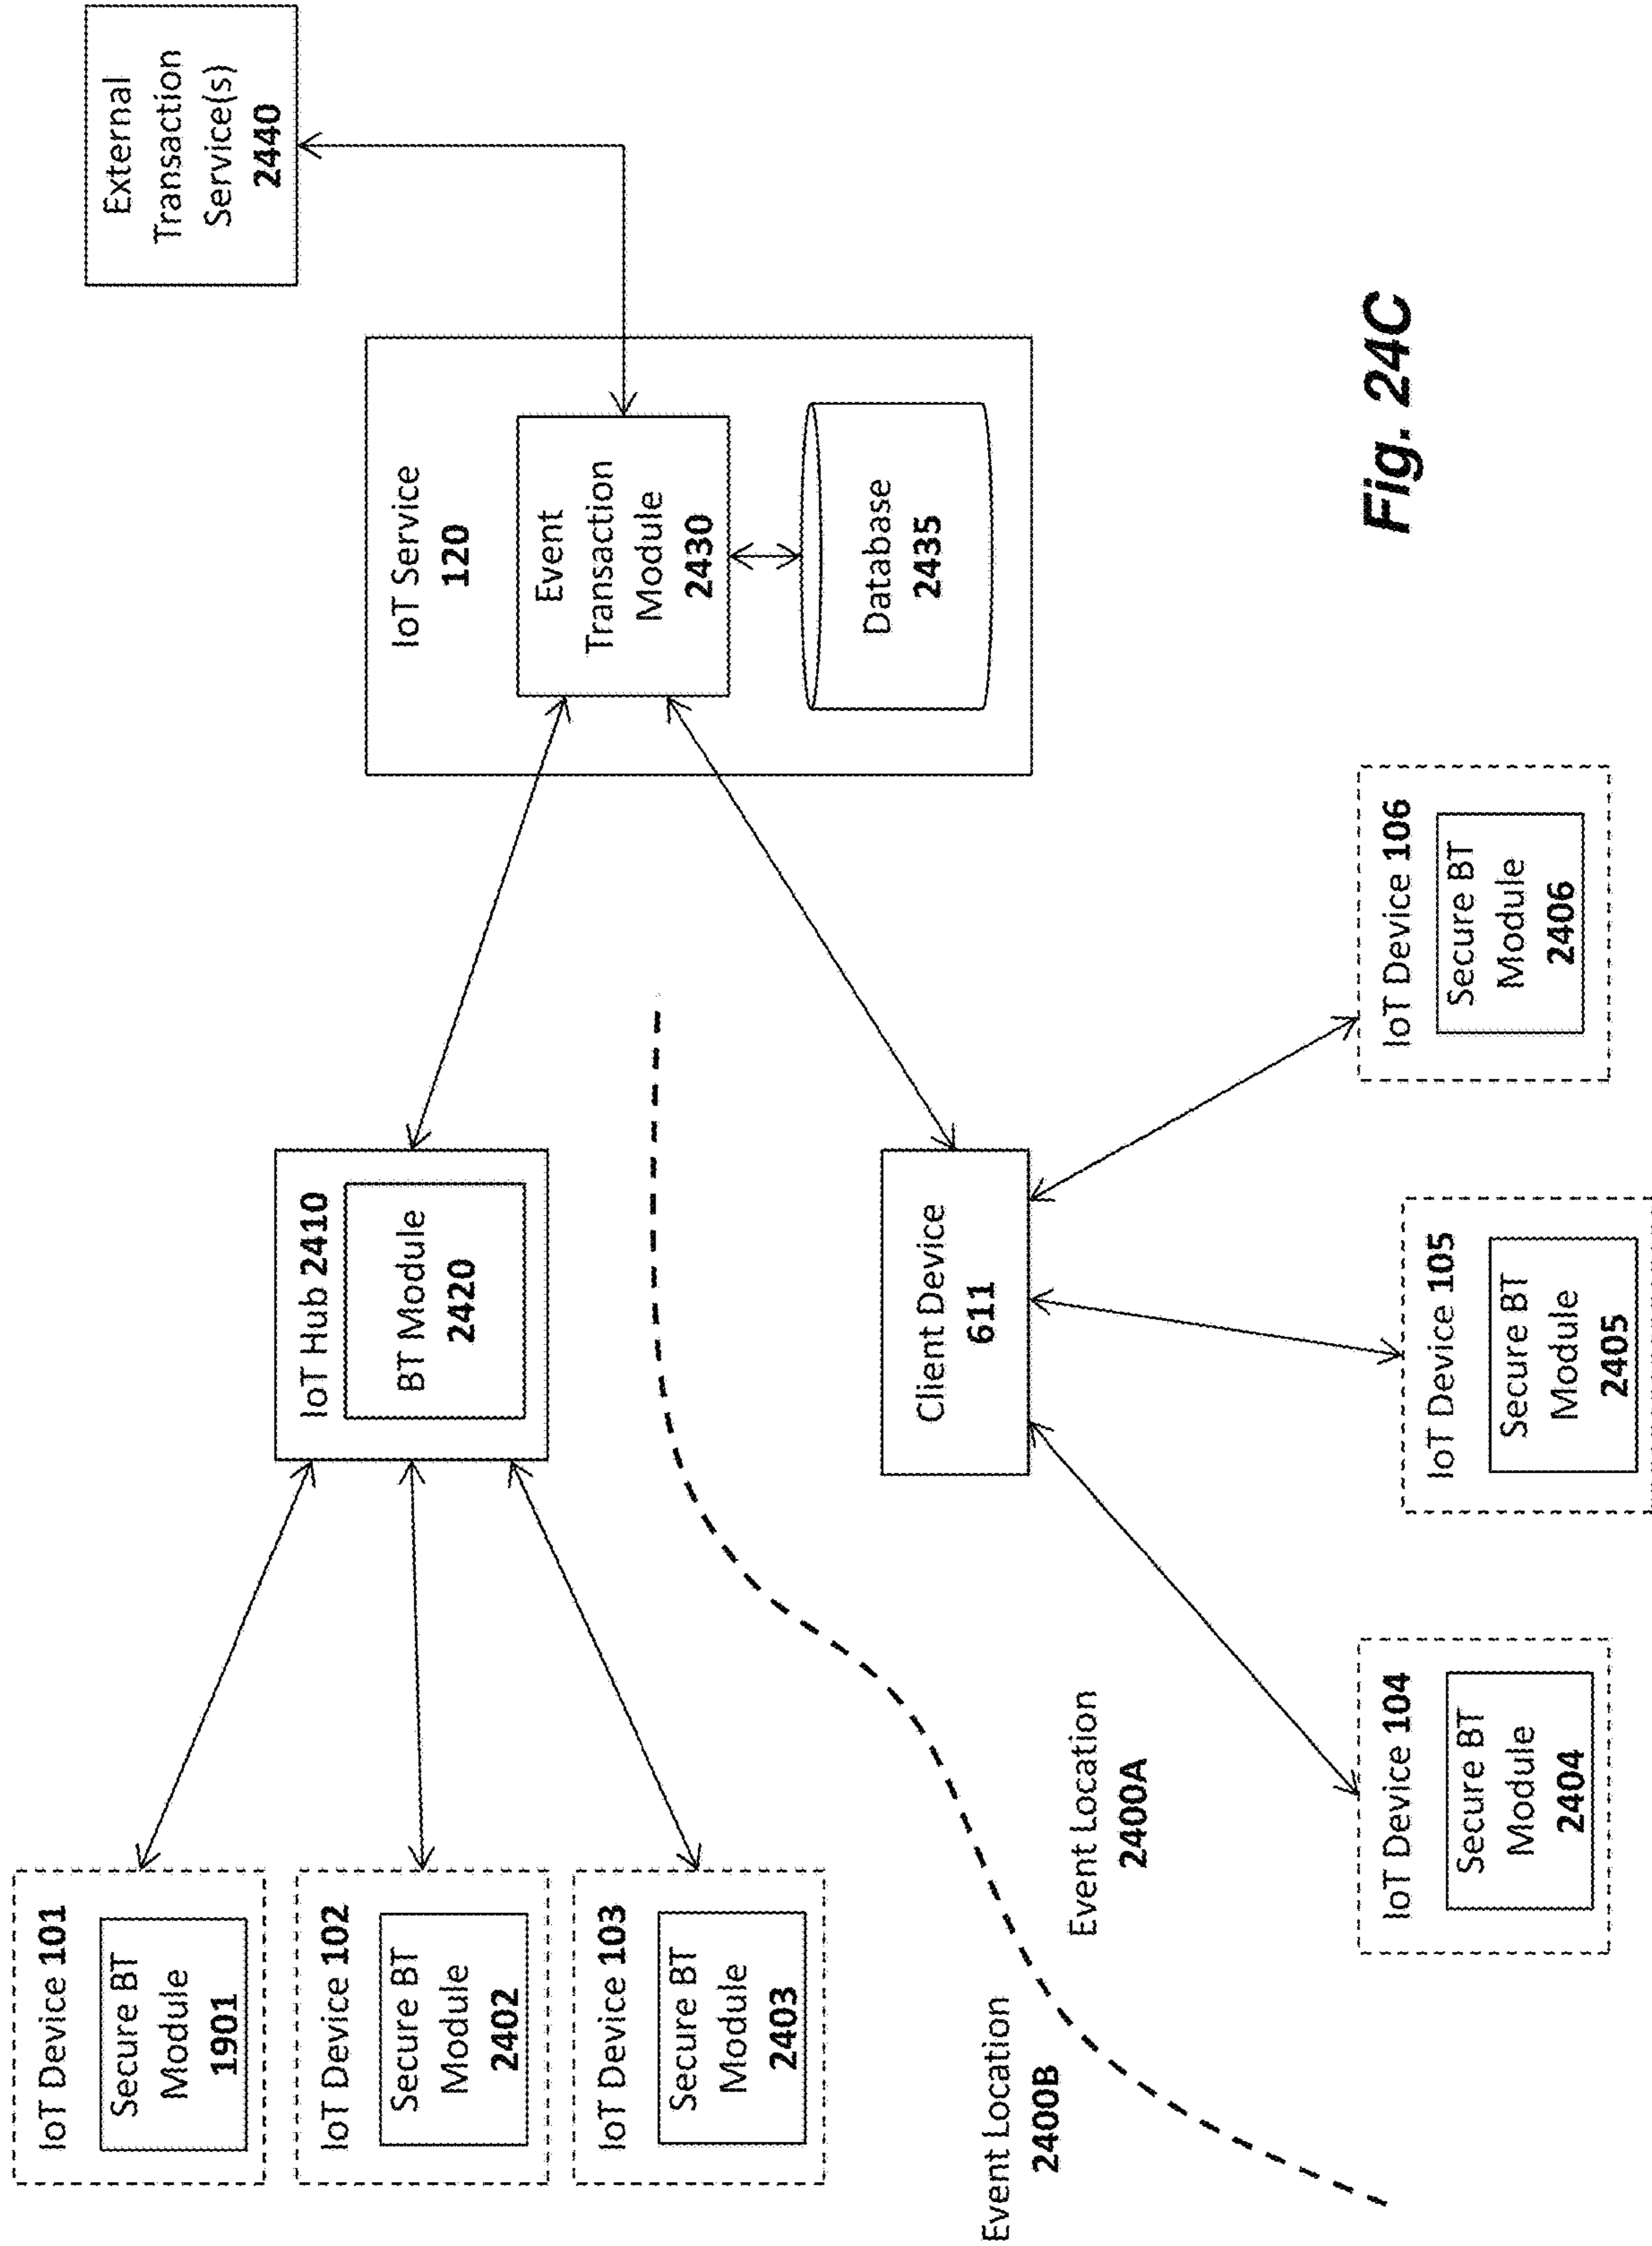 External
Transaction
Service(s)
2440
IoT Service
120
Event
Transaction
Module
2430
Database
2435
IoT Hub 2410
BT Module
2420
IoT Device 101
Secure BT
Module
1901
IoT Device 102
Secure BT
Module
2402
IoT Device 103
Secure BT
Module
2403
Event Location
2400B
Event Location
2400A
Client Device
611
IoT Device 104
Secure BT
Module
2404
IoT Device 105
Secure BT
Module
2405
IoT Device 106
Secure BT
Module
2406
Fig. 24C